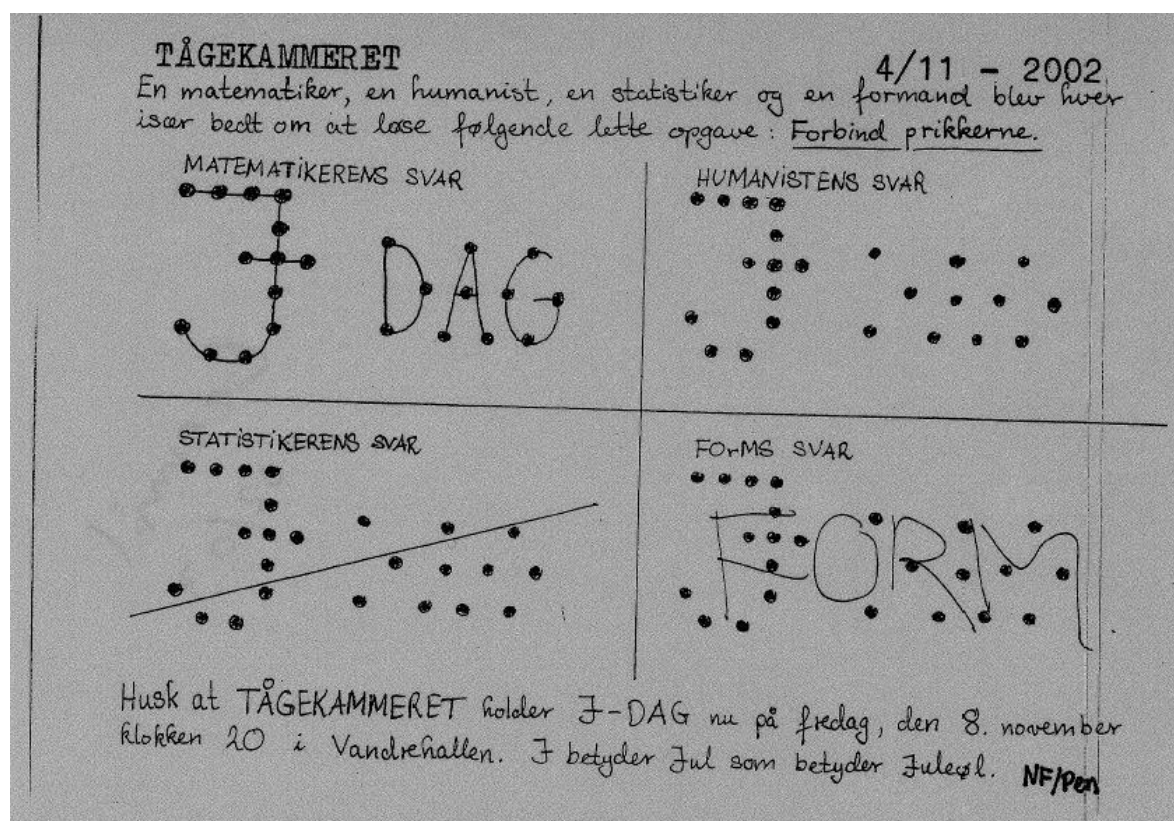 TÅGEKAMMERET
4/11 - 2002
En matematiker, en humanist, en statistiker og en formand blev hver
især bedt om at løse følgende lette opgave: Forbind prikkerne.
MATEMATIKERENS SVAR
J DAG
HUMANISTENS SVAR
STATISTIKERENS SVAR
FORMS SVAR
FORM
Husk at TÅGEKAMMERET holder J-DAG nu på fredag, den 8. november
klokken 20 i Vandrehallen. J betyder Jul som betyder Juleøl.
NF/Pen